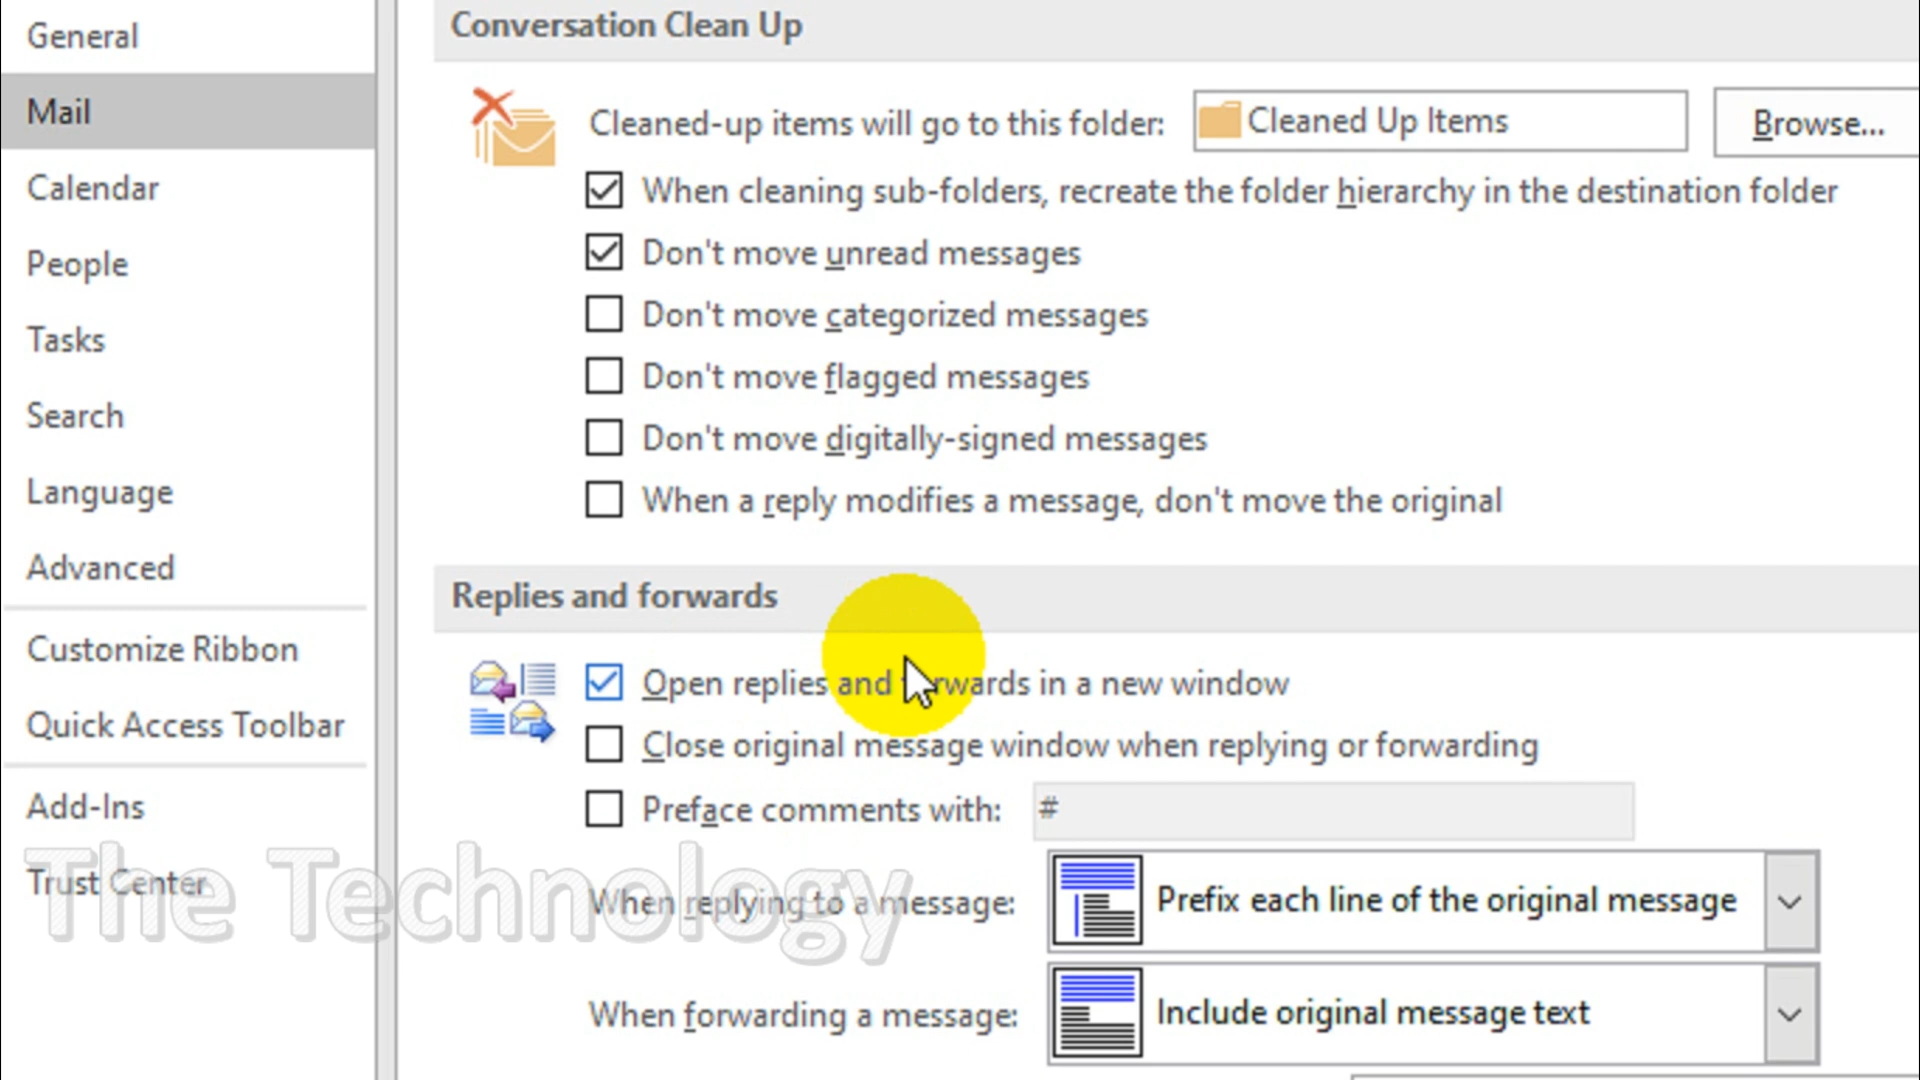 General
Mail
Calendar
People
Tasks
Search
Language
Advanced
Customize Ribbon
Quick Access Toolbar
Add-Ins
Trust Center
Conversation Clean Up
Cleaned-up items will go to this folder: Cleaned Up Items Browse...
When cleaning sub-folders, recreate the folder hierarchy in the destination folder
Don't move unread messages
Don't move categorized messages
Don't move flagged messages
Don't move digitally-signed messages
When a reply modifies a message, don't move the original
Replies and forwards
Open replies and forwards in a new window
Close original message window when replying or forwarding
Preface comments with: #
When replying to a message: Prefix each line of the original message
When forwarding a message: Include original message text
The Technology